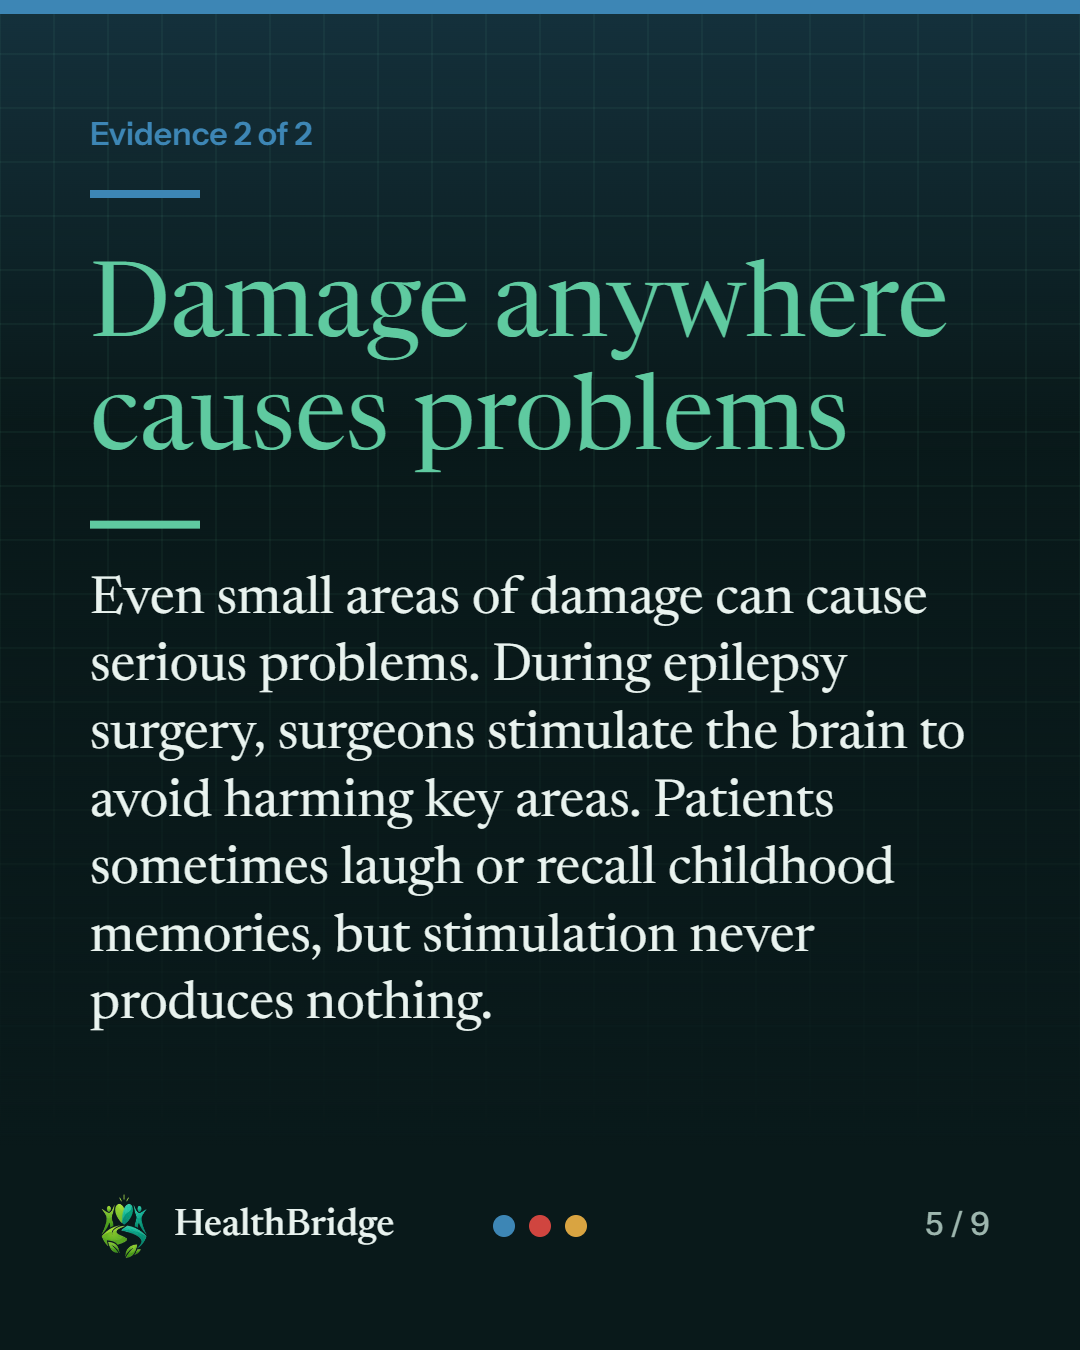 Evidence 2 of 2
Damage anywhere
causes problems
Even small areas of damage can cause
serious problems. During epilepsy
surgery, surgeons stimulate the brain to
avoid harming key areas. Patients
sometimes laugh or recall childhood
memories, but stimulation never
produces nothing.
HealthBridge
5 / 9